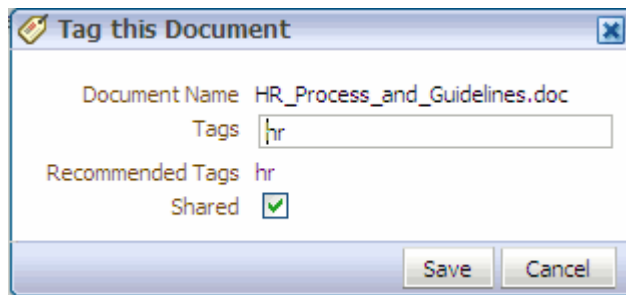 Tag this Document
Document Name HR_Process_and_Guidelines.doc
Tags hr
Recommended Tags hr
Shared
Save Cancel